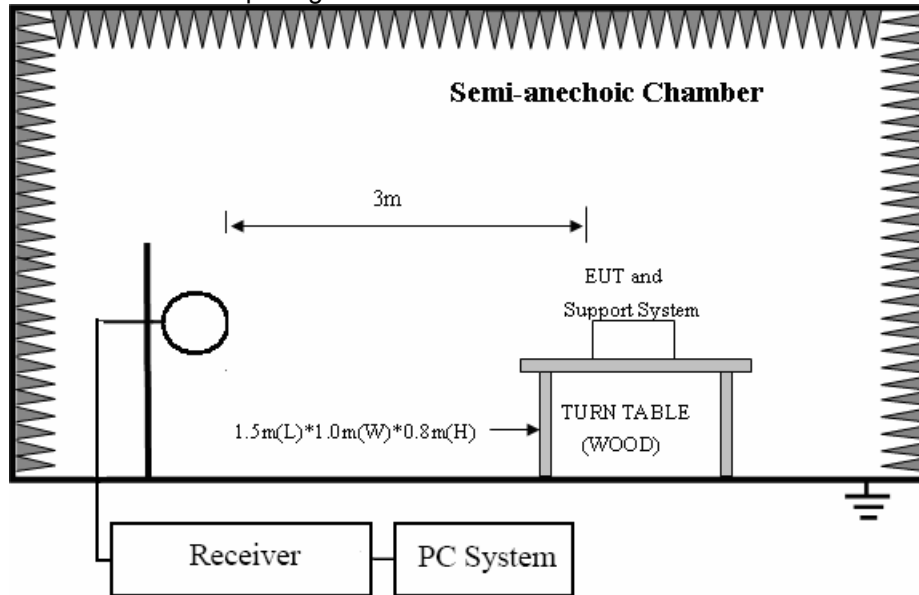 Semi-anechoic Chamber
3m
EUT and
Support System
1.5m(L)*1.0m(W)*0.8m(H)
TURN TABLE
(WOOD)
Receiver
PC System